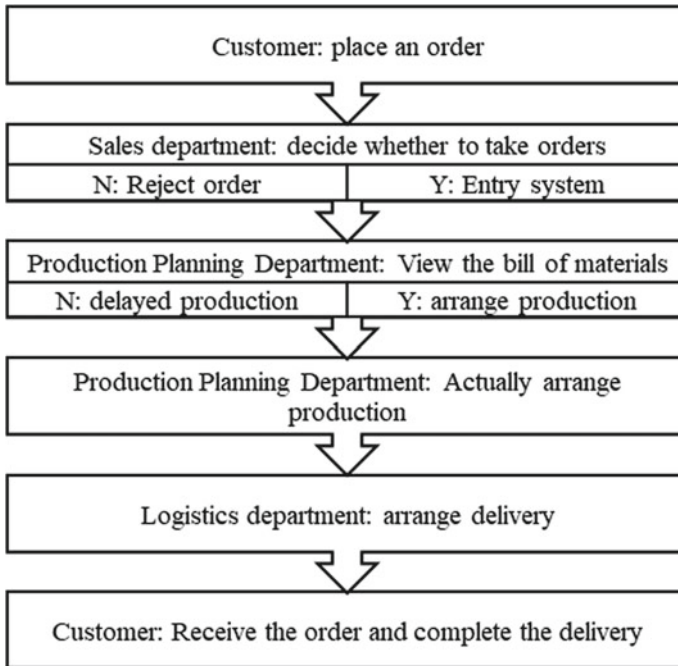 Customer: place an order
Sales department: decide whether to take orders
N: Reject order
Y: Entry system
Production Planning Department: View the bill of materials
N: delayed production
Y: arrange production
Production Planning Department: Actually arrange
production
Logistics department: arrange delivery
Customer: Receive the order and complete the delivery